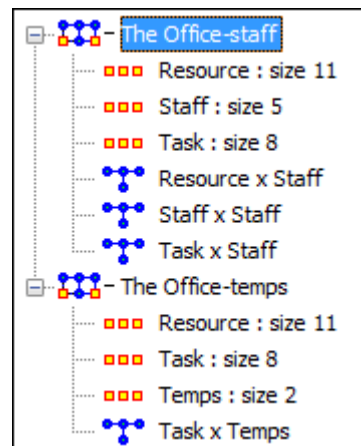 The Office-staff
Resource : size 11
Staff : size 5
Task : size 8
Resource x Staff
Staff x Staff
Task x Staff
The Office-temps
Resource : size 11
Task : size 8
Temps : size 2
Task x Temps